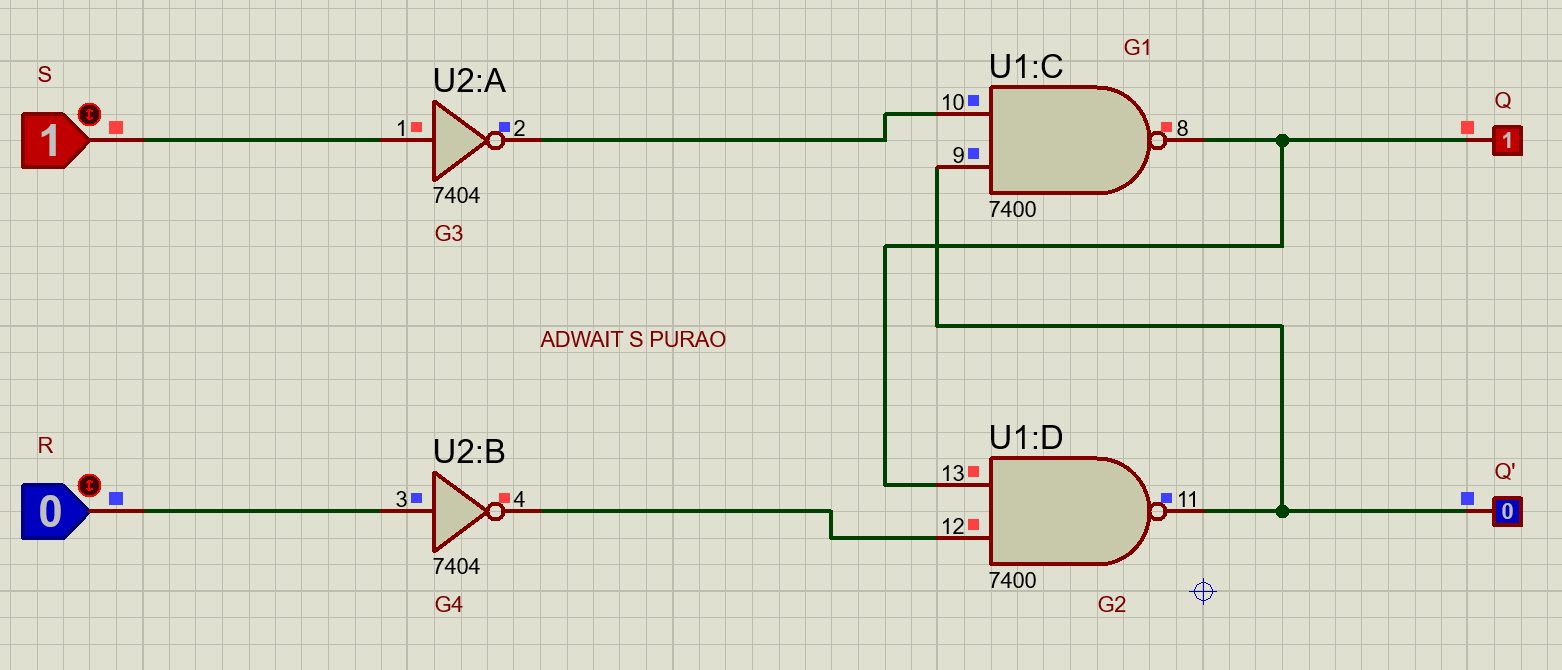 G1
U1:C
S
U2:A
Q
10
1
1
2
8
1
9
7404
7400
G3
ADWAIT S PURAO
U1:D
R
U2:B
Q'
13
0
3
4
11
0
12
7404
7400
G4
G2